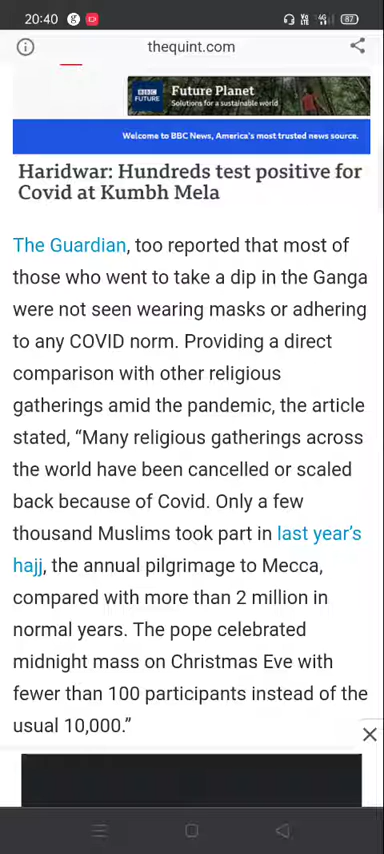 20:40
87
thequint.com
BBC
FUTURE
Future Planet
Solutions for a sustainable world
Welcome to BBC News, America's most trusted news source.
Haridwar: Hundreds test positive for
Covid at Kumbh Mela
The Guardian, too reported that most of
those who went to take a dip in the Ganga
were not seen wearing masks or adhering
to any COVID norm. Providing a direct
comparison with other religious
gatherings amid the pandemic, the article
stated, “Many religious gatherings across
the world have been cancelled or scaled
back because of Covid. Only a few
thousand Muslims took part in last year’s
hajj, the annual pilgrimage to Mecca,
compared with more than 2 million in
normal years. The pope celebrated
midnight mass on Christmas Eve with
fewer than 100 participants instead of the
usual 10,000.”